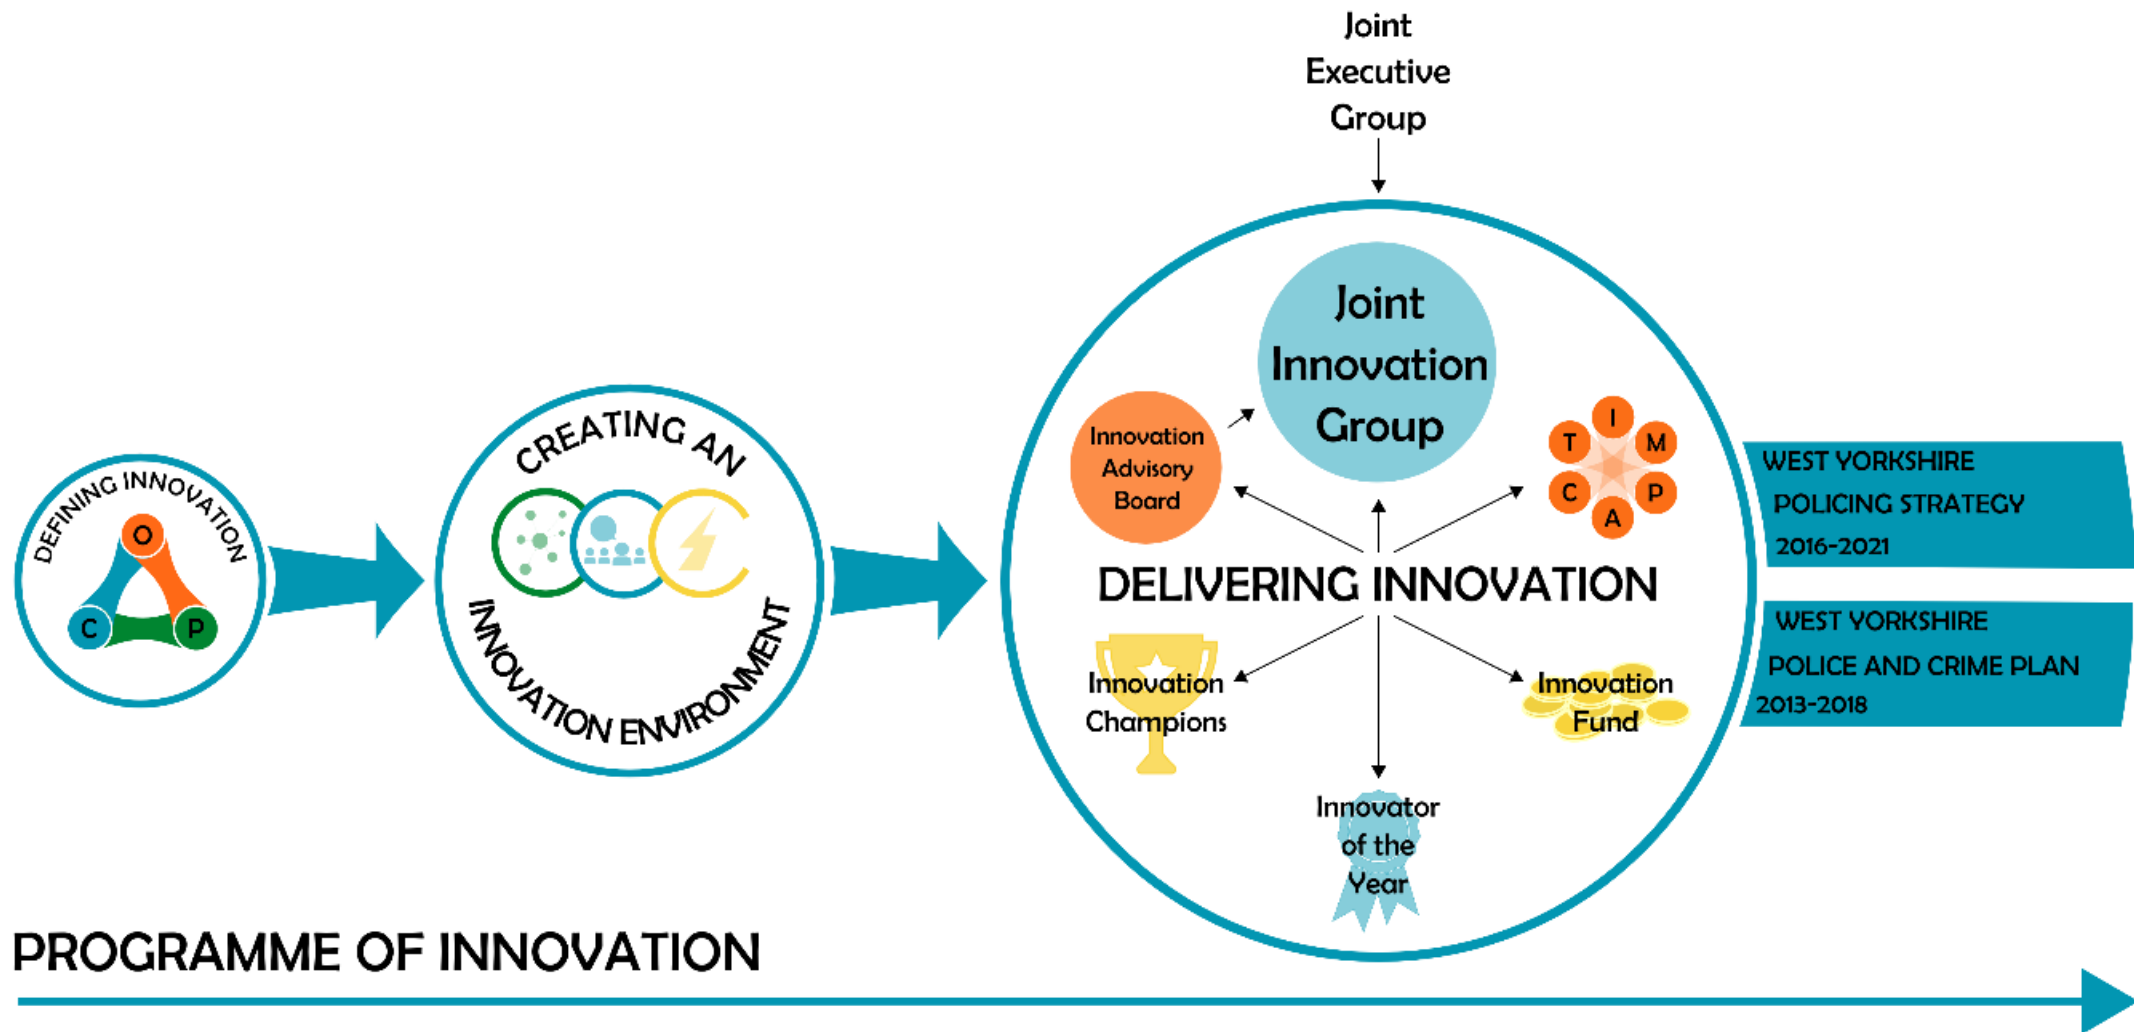 DEFINING INNOVATION
O
C
P
CREATING AN
INNOVATION ENVIRONMENT
Joint
Executive
Group
Joint
Innovation
Group
Innovation
Advisory
Board
I
M
P
A
C
T
DELIVERING INNOVATION
Innovation
Champions
Innovation
Fund
Innovator
of the
Year
WEST YORKSHIRE
POLICING STRATEGY
2016-2021
WEST YORKSHIRE
POLICE AND CRIME PLAN
2013-2018
PROGRAMME OF INNOVATION